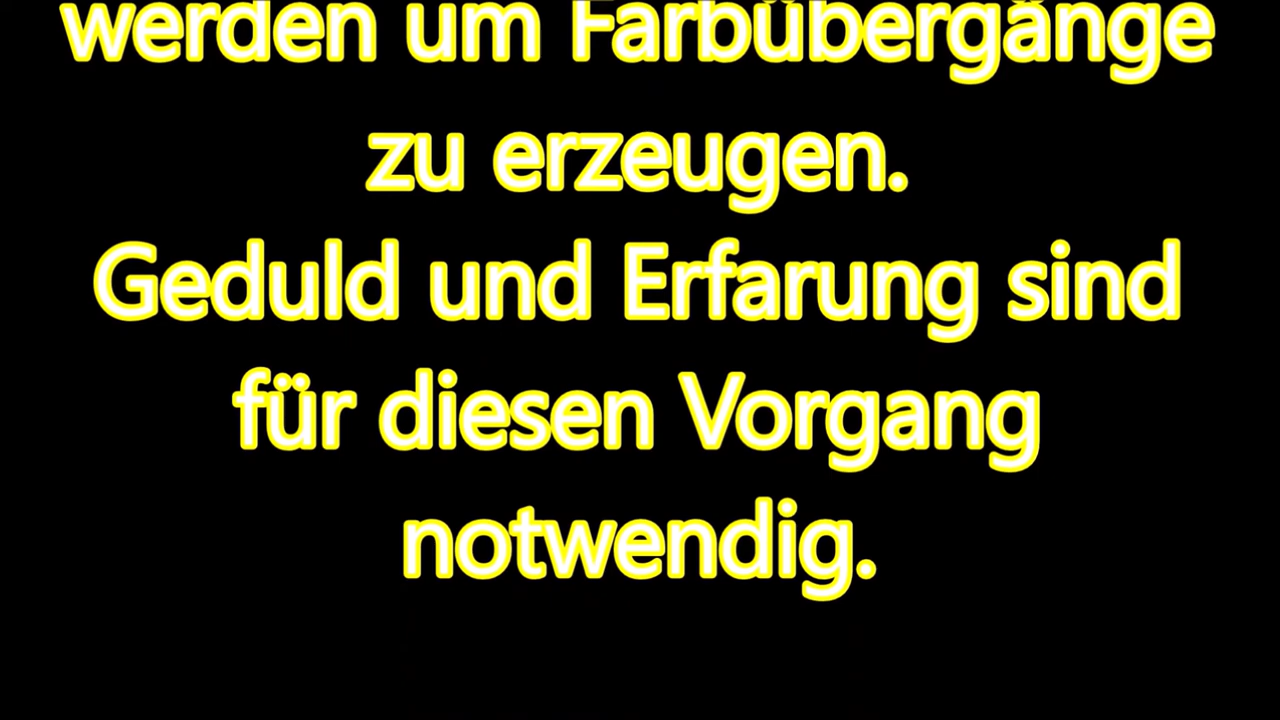 werden um Farbübergänge
zu erzeugen.
Geduld und Erfarung sind
für diesen Vorgang
notwendig.